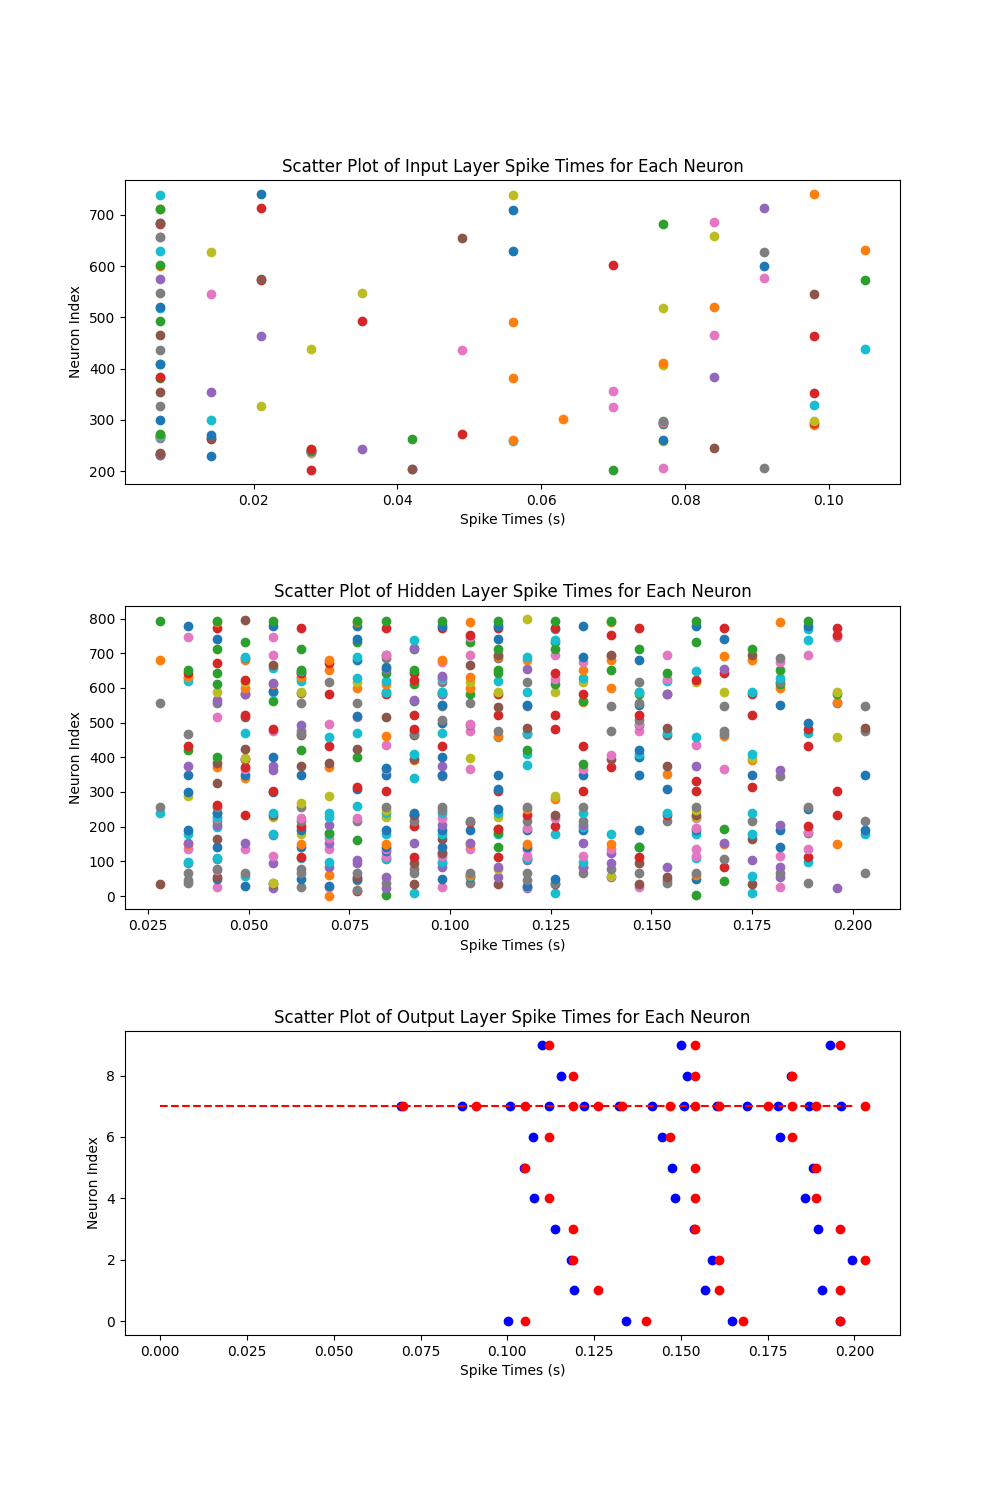 Scatter Plot of Input Layer Spike Times for Each Neuron
700
600
500
400
300
200
Neuron Index
0.02 0.04 0.06 0.08 0.10
Spike Times (s)
Scatter Plot of Hidden Layer Spike Times for Each Neuron
800
700
600
500
400
300
200
100
0
Neuron Index
0.025 0.050 0.075 0.100 0.125 0.150 0.175 0.200
Spike Times (s)
Scatter Plot of Output Layer Spike Times for Each Neuron
8
6
4
2
0
Neuron Index
0.000 0.025 0.050 0.075 0.100 0.125 0.150 0.175 0.200
Spike Times (s)